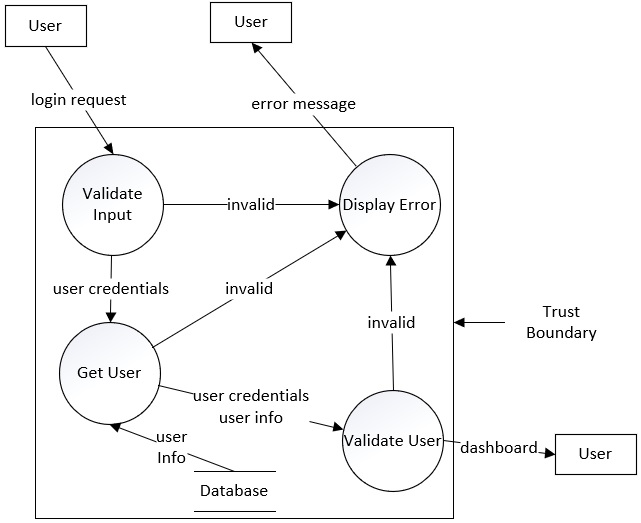 User
User
login request
error message
Validate
Input
invalid
Display Error
user credentials
invalid
Trust
Boundary
invalid
Get User
user credentials
user info
user
Info
Validate User
dashboard
User
Database